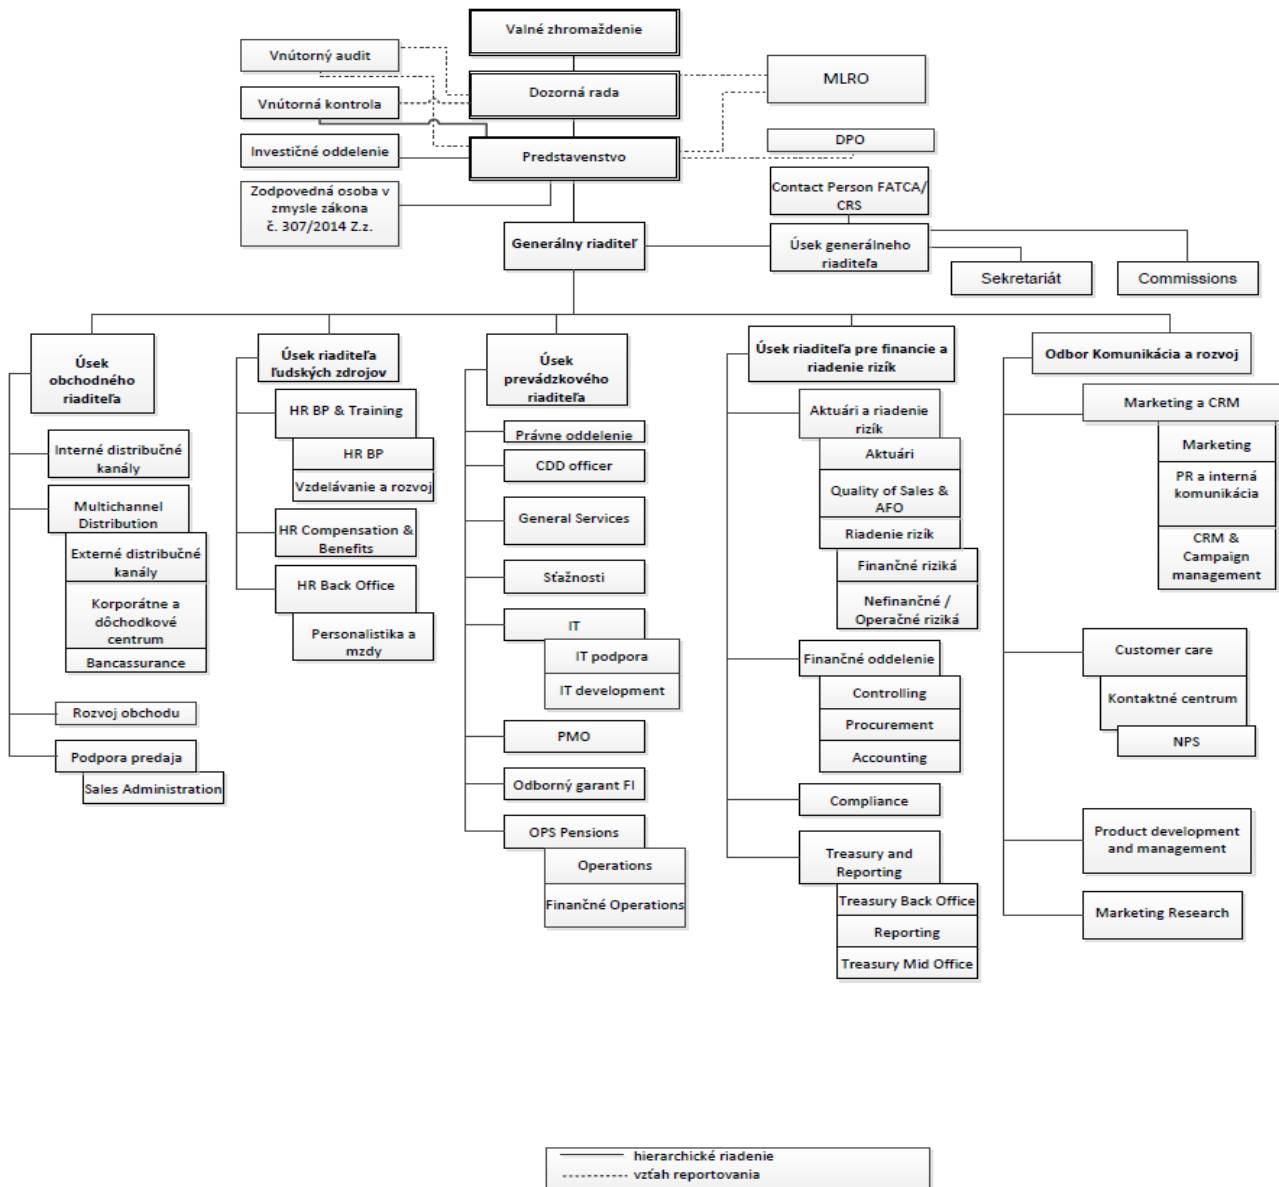 Valné zhromaždenie
Vnútorný audit
Dozorná rada
MLRO
Vnútorná kontrola
Predstavenstvo
DPO
Investičné oddelenie
Zodpovedná osoba v
zmysle zákona
č. 307/2014 Z.z.
Contact Person FATCA/
CRS
Generálny riaditeľ
Úsek generálneho
riaditeľa
Sekretariát
Commissions
Úsek
obchodného
riaditeľa
Interné distribučné
kanály
Multichannel
Distribution
Externé distribučné
kanály
Korporátne a
dôchodkové
centrum
Bancassurance
Rozvoj obchodu
Podpora predaja
Sales Administration
Úsek riaditeľa
ľudských zdrojov
HR BP & Training
HR BP
Vzdelávanie a rozvoj
HR Compensation &
Benefits
HR Back Office
Personalistika a
mzdy
Úsek
prevádzkového
riaditeľa
Právne oddelenie
CDD officer
General Services
Sťažnosti
IT
IT podpora
IT development
PMO
Odborný garant FI
OPS Pensions
Operations
Finančné Operations
Úsek riaditeľa pre financie a
riadenie rizík
Aktuári a riadenie
rizík
Aktuári
Quality of Sales &
AFO
Riadenie rizík
Finančné riziká
Nefinančné /
Operačné riziká
Finančné oddelenie
Controlling
Procurement
Accounting
Compliance
Treasury and
Reporting
Treasury Back Office
Reporting
Treasury Mid Office
Odbor Komunikácia a rozvoj
Marketing a CRM
Marketing
PR a interná
komunikácia
CRM &
Campaign
management
Customer care
Kontaktné centrum
NPS
Product development
and management
Marketing Research
hierarchické riadenie
vzťah reportovania